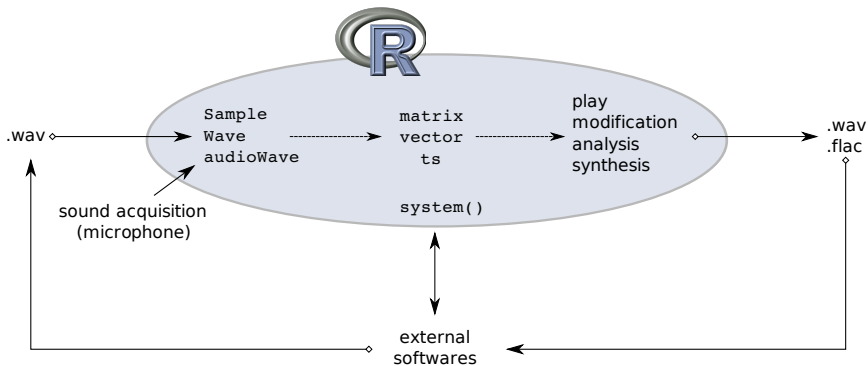 R
.wav
Sample
Wave
audioWave
sound acquisition
(microphone)
matrix
vector
ts
system()
play
modification
analysis
synthesis
.wav
.flac
external
softwares